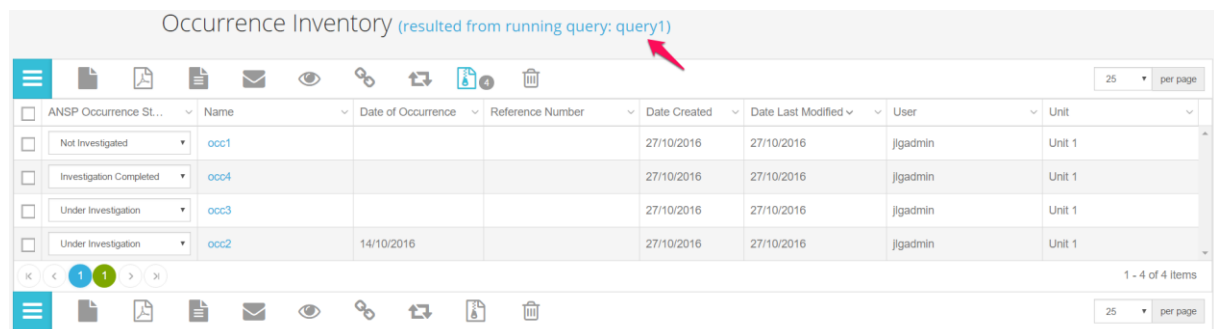 Occurrence Inventory (resulted from running query: query1)
4 25 per page
ANSP Occurrence St... Name Date of Occurrence Reference Number Date Created Date Last Modified User Unit
Not Investigated occ1 27/10/2016 27/10/2016 jlgadmin Unit 1
Investigation Completed occ4 27/10/2016 27/10/2016 jlgadmin Unit 1
Under Investigation occ3 27/10/2016 27/10/2016 jlgadmin Unit 1
Under Investigation occ2 14/10/2016 27/10/2016 27/10/2016 jlgadmin Unit 1
1 1 1 - 4 of 4 items
25 per page